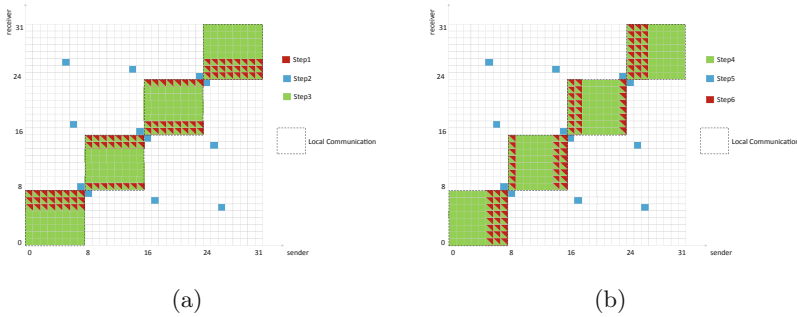 receiver
31
24
16
8
0
0
8
16
24
31
sender
Step1
Step2
Step3
Local Communication
(a)
receiver
31
24
16
8
0
0
8
16
24
31
sender
Step4
Step5
Step6
Local Communication
(b)